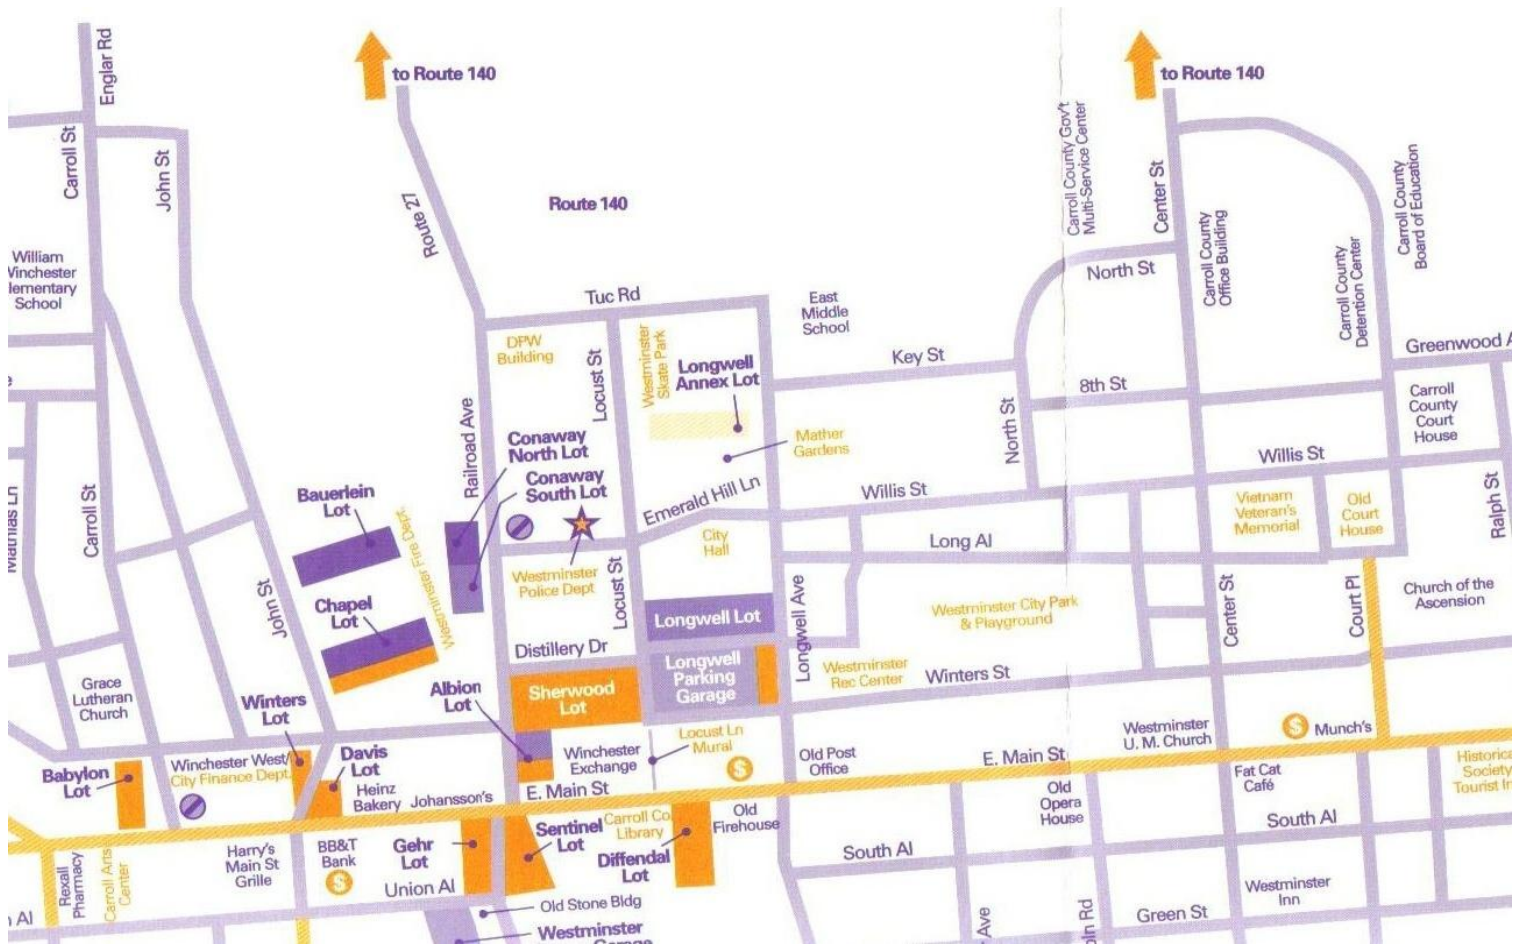 Englar Rd
to Route 140
to Route 140
Carroll St
John St
Route 27
Route 140
Carroll County Gov't
Multi-Service Center
Center St
Carroll County
Office Building
Carroll County
Detention Center
Carroll County
Board of Education
William
Winchester
lementary
School
North St
Tuc Rd
East
Middle
School
DPW
Building
Locust St
Westminster
Skate Park
Longwell
Annex Lot
Key St
8th St
Greenwood A
Carroll
County
Court
House
Railroad Ave
Conaway
North Lot
Conaway
South Lot
Mather
Gardens
North St
Willis St
Willis St
Emerald Hill Ln
Bauerlein
Lot
Westminster Fire Dept.
Mathias Ln
Carroll St
City
Hall
Long Al
Vietnam
Veteran's
Memorial
Old
Court
House
Ralph St
Westminster
Police Dept
Locust St
John St
Chapel
Lot
Longwell Lot
Longwell Ave
Westminster City Park
& Playground
Center St
Court Pl
Church of the
Ascension
Distillery Dr
Longwell
Parking
Garage
Westminster
Rec Center
Winters St
Grace
Lutheran
Church
Winters
Lot
Albion
Lot
Sherwood
Lot
Locust Ln
Mural
Westminster
U. M. Church
$
Munch's
Babylon
Lot
Winchester West/
City Finance Dept.
Davis
Lot
Heinz
Bakery
Johansson's
Winchester
Exchange
$
Old Post
Office
E. Main St
E. Main St
Fat Cat
Café
Historica
Society
Tourist In
Old
Opera
House
South Al
Rexall
Pharmacy
Carroll Arts
Center
Harry's
Main St
Grille
BB&T
Bank
$
Gehr
Lot
Sentinel
Lot
Carroll Co.
Library
Diffendal
Lot
Old
Firehouse
South Al
Union Al
Westminster
Inn
Al
Old Stone Bldg
Westminster
Garage
Ave
oln Rd
Green St